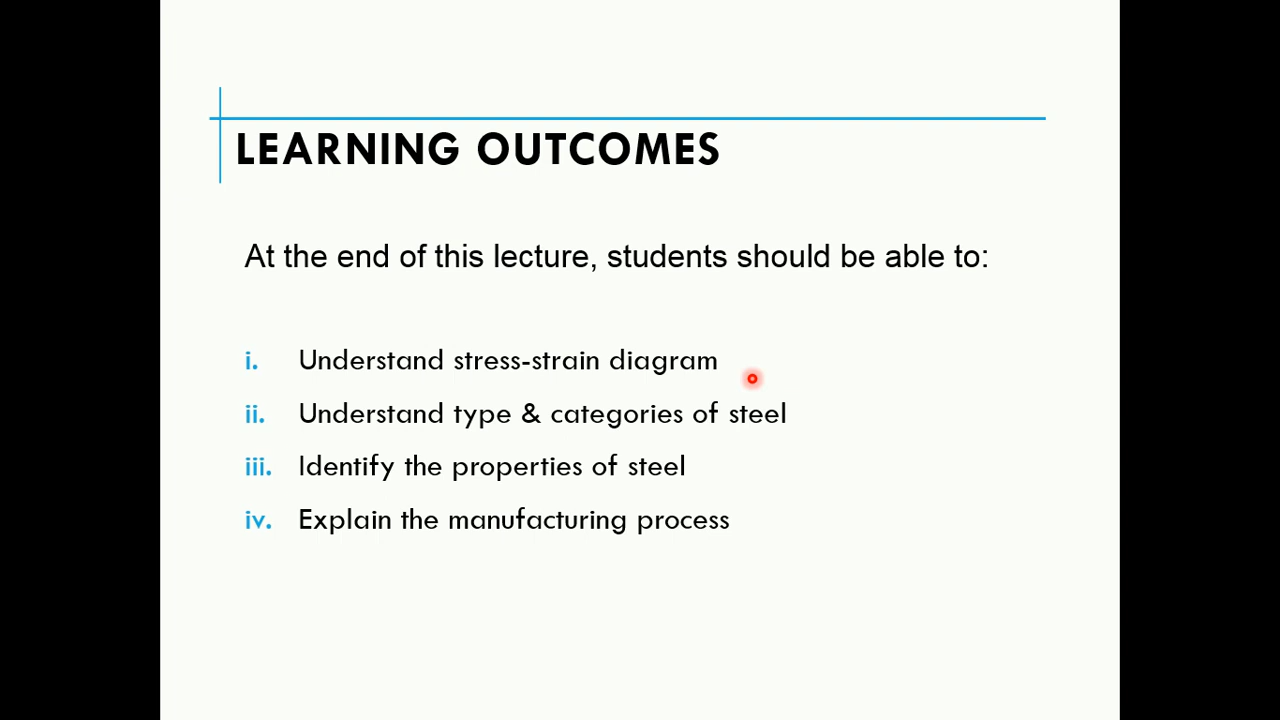 LEARNING OUTCOMES
At the end of this lecture, students should be able to:
i. Understand stress-strain diagram
ii. Understand type & categories of steel
iii. Identify the properties of steel
iv. Explain the manufacturing process